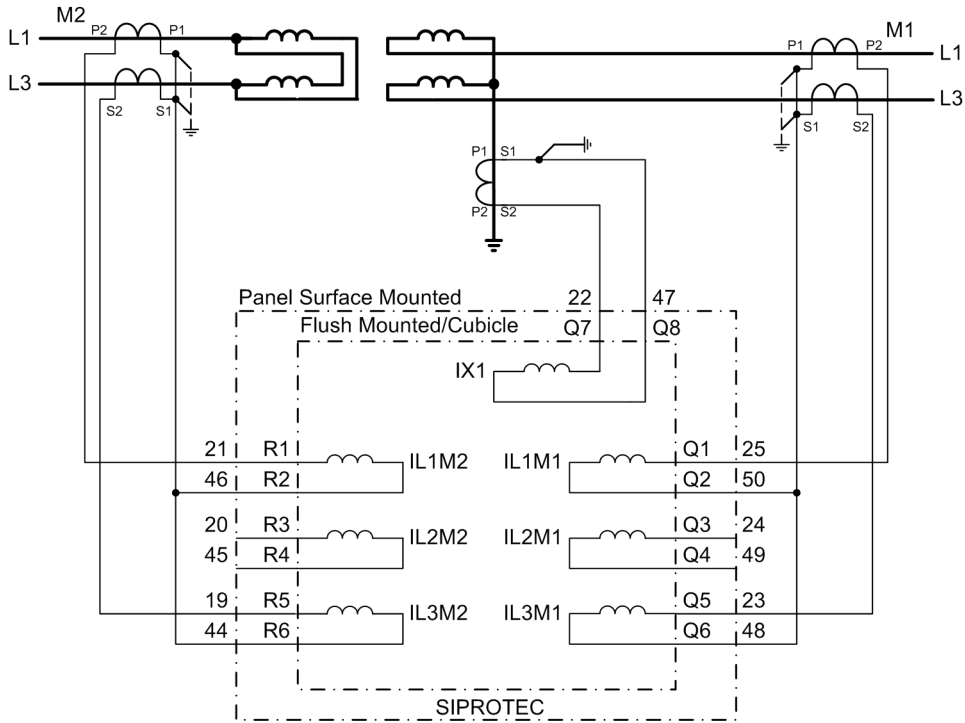 M2
P2 P1
L1
L3
S2 S1
M1
P1 P2
L1
L3
S1 S2
P1 S1
P2 S2
Panel Surface Mounted 22 47
Flush Mounted/Cubicle Q7 Q8
IX1
21 R1 IL1M2 IL1M1 Q1 25
46 R2 Q2 50
20 R3 IL2M2 IL2M1 Q3 24
45 R4 Q4 49
19 R5 IL3M2 IL3M1 Q5 23
44 R6 Q6 48
SIPROTEC